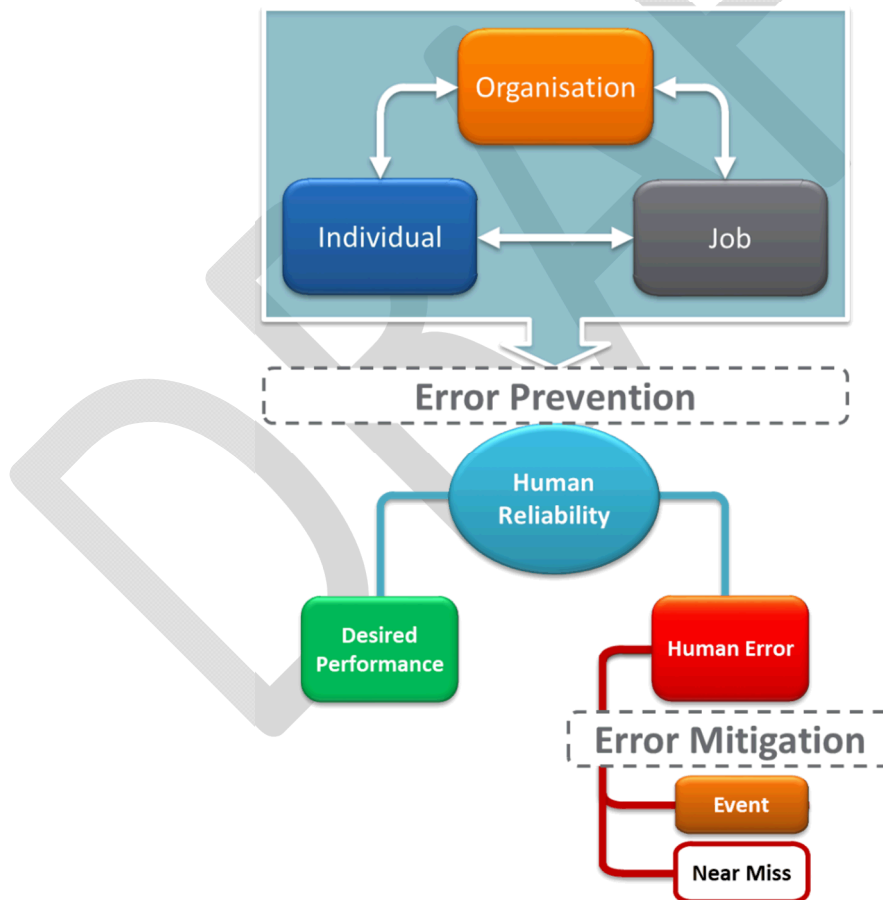 Organisation
Individual
Job
Error Prevention
Human
Reliability
Desired
Performance
Human Error
Error Mitigation
Event
Near Miss